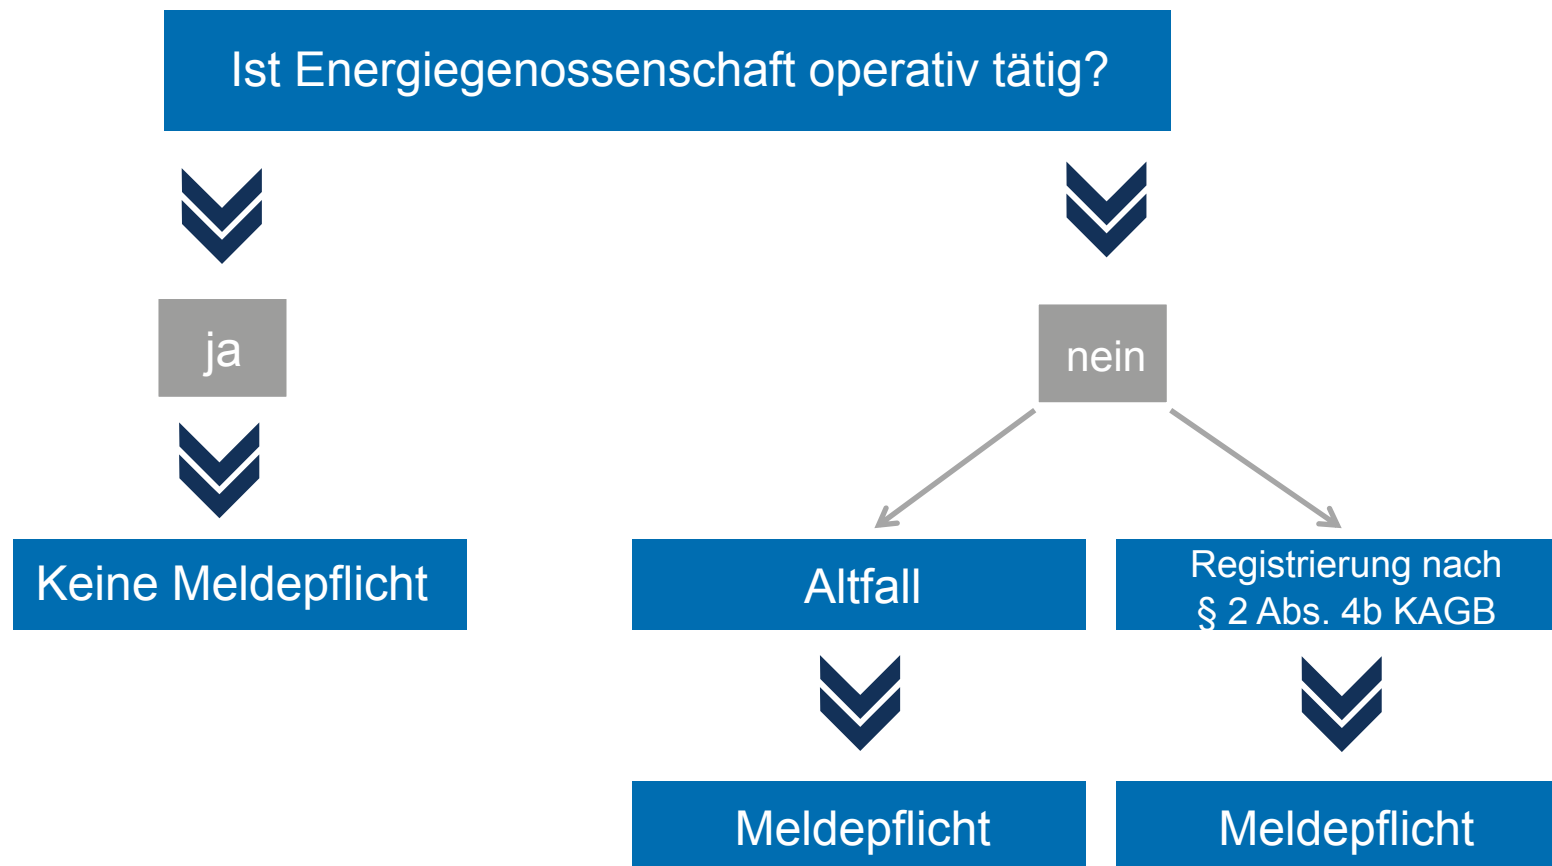 Ist Energiegenossenschaft operativ tätig?
ja
nein
Keine Meldepflicht
Altfall
Registrierung nach
§ 2 Abs. 4b KAGB
Meldepflicht
Meldepflicht